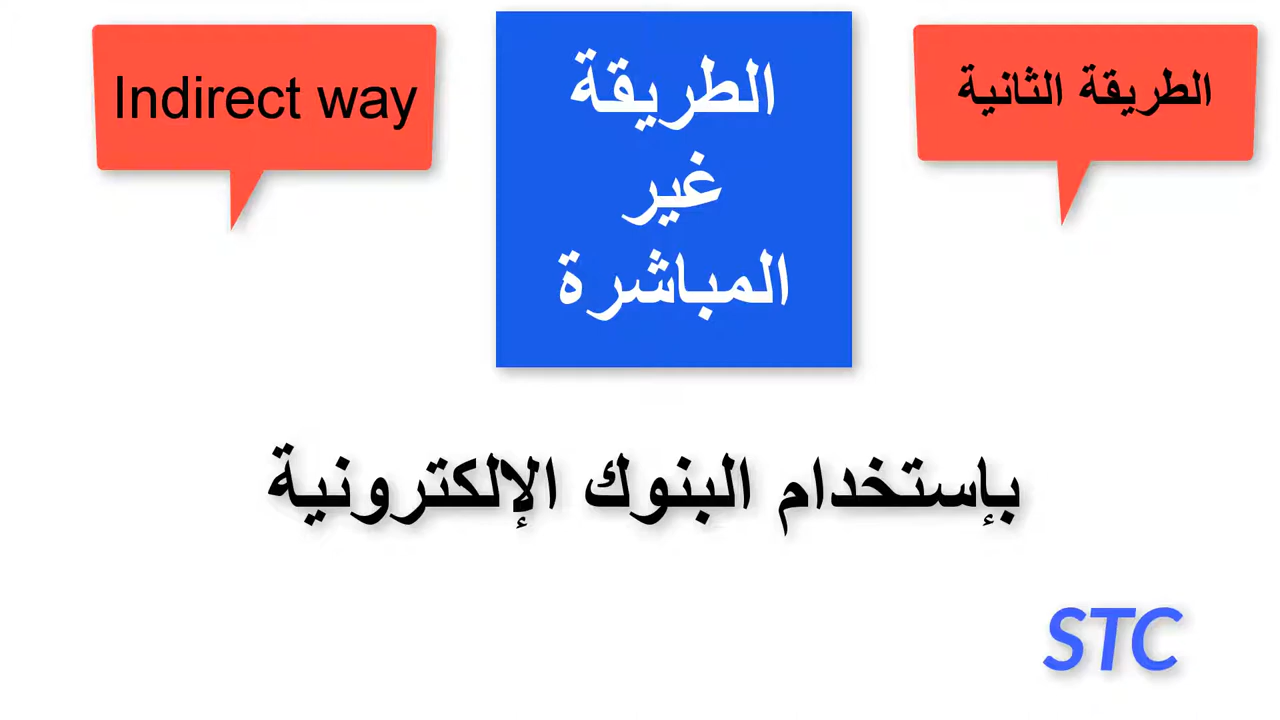 الطريقة الثانية
الطريقة
غير
المباشرة
Indirect way
بإستخدام البنوك الإلكترونية
STC